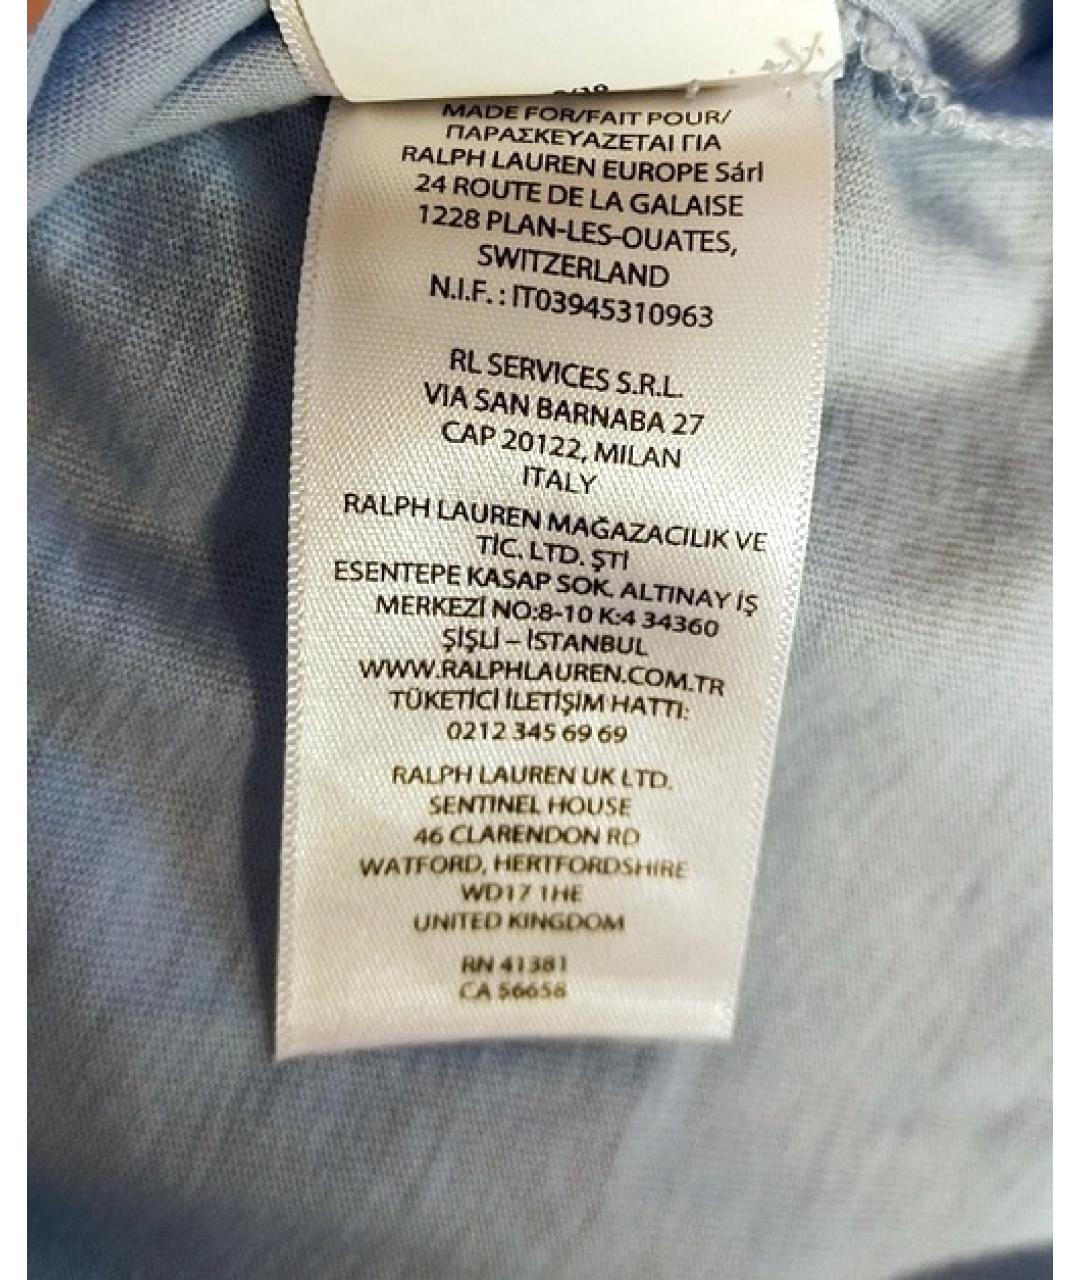 MADE FOR/FAIT POUR/
ΠΑΡΑΣΚΕΥΑΖΕΤΑΙ ΓΙΑ
RALPH LAUREN EUROPE Sárl
24 ROUTE DE LA GALAISE
1228 PLAN-LES-OUATES,
SWITZERLAND
N.I.F. : IT03945310963
RL SERVICES S.R.L.
VIA SAN BARNABA 27
CAP 20122, MILAN
ITALY
RALPH LAUREN MAĞAZACILIK VE
TİC. LTD. ŞTİ
ESENTEPE KASAP SOK. ALTINAY İŞ
MERKEZİ NO:8-10 K:4 34360
ŞİŞLİ – İSTANBUL
WWW.RALPHLAUREN.COM.TR
TÜKETİCİ İLETİŞİM HATTI:
0212 345 69 69
RALPH LAUREN UK LTD.
SENTINEL HOUSE
46 CLARENDON RD
WATFORD, HERTFORDSHIRE
WD17 1HE
UNITED KINGDOM
RN 41381
CA 56658